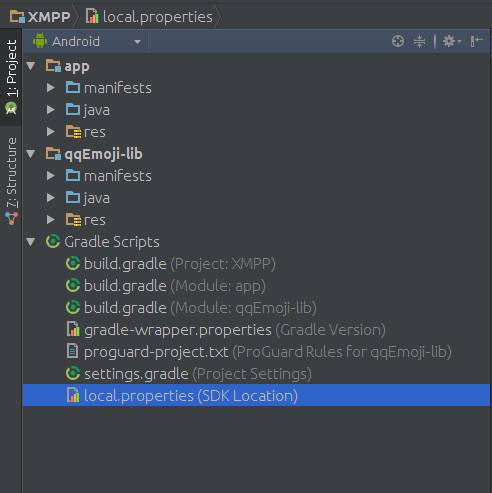 XMPP local.properties
Android
1: Project
7: Structure
app
manifests
java
res
qqEmoji-lib
manifests
java
res
Gradle Scripts
build.gradle (Project: XMPP)
build.gradle (Module: app)
build.gradle (Module: qqEmoji-lib)
gradle-wrapper.properties (Gradle Version)
proguard-project.txt (ProGuard Rules for qqEmoji-lib)
settings.gradle (Project Settings)
local.properties (SDK Location)